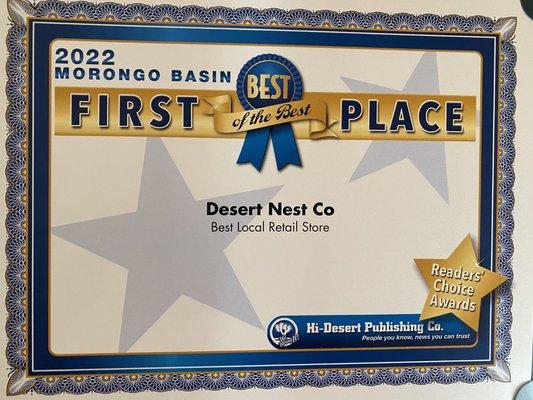 2022
MORONGO BASIN
BEST
of the Best
FIRST PLACE
Desert Nest Co
Best Local Retail Store
Readers'
Choice
Awards
Hi-Desert Publishing Co.
People you know, news you can trust